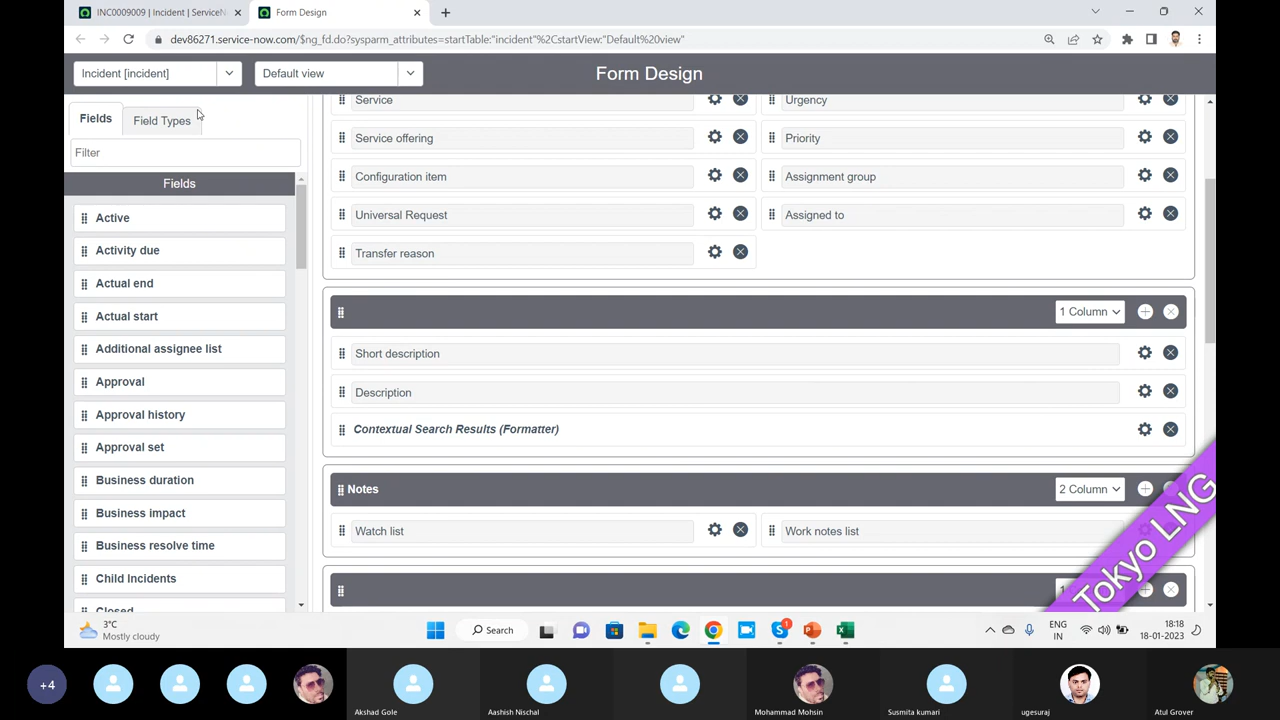 INC0009009 | Incident | ServiceN
Form Design
dev86271.service-now.com/$ng_fd.do?sysparm_attributes=startTable:"incident"%2CstartView:"Default%20view"
Incident [incident]
Default view
Form Design
Fields
Field Types
Filter
Fields
Active
Activity due
Actual end
Actual start
Additional assignee list
Approval
Approval history
Approval set
Business duration
Business impact
Business resolve time
Child Incidents
Closed
Service
Urgency
Service offering
Priority
Configuration item
Assignment group
Universal Request
Assigned to
Transfer reason
1 Column
Short description
Description
Contextual Search Results (Formatter)
Notes
2 Column
Watch list
Work notes list
Tokyo LNG
3°C
Mostly cloudy
Search
1
ENG
IN
18:18
18-01-2023
+4
Akshad Gole
Aashish Nischal
Mohammad Mohsin
Susmita kumari
ugesuraj
Atul Grover